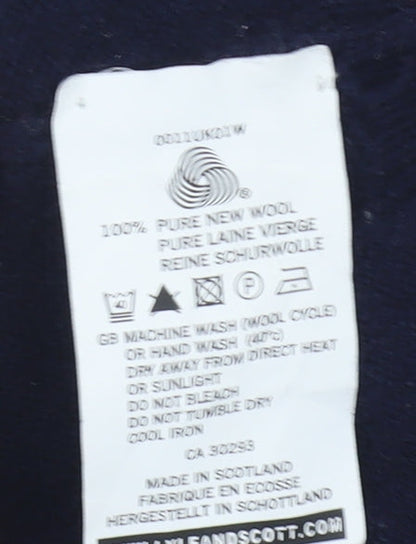 0011UK01W
®
100% PURE NEW WOOL
PURE LAINE VIERGE
REINE SCHURWOLLE
40 P
GB MACHINE WASH (WOOL CYCLE)
OR HAND WASH (40°C)
DRY AWAY FROM DIRECT HEAT
OR SUNLIGHT
DO NOT BLEACH
DO NOT TUMBLE DRY
COOL IRON
CA 30293
MADE IN SCOTLAND
FABRIQUE EN ECOSSE
HERGESTELLT IN SCHOTTLAND